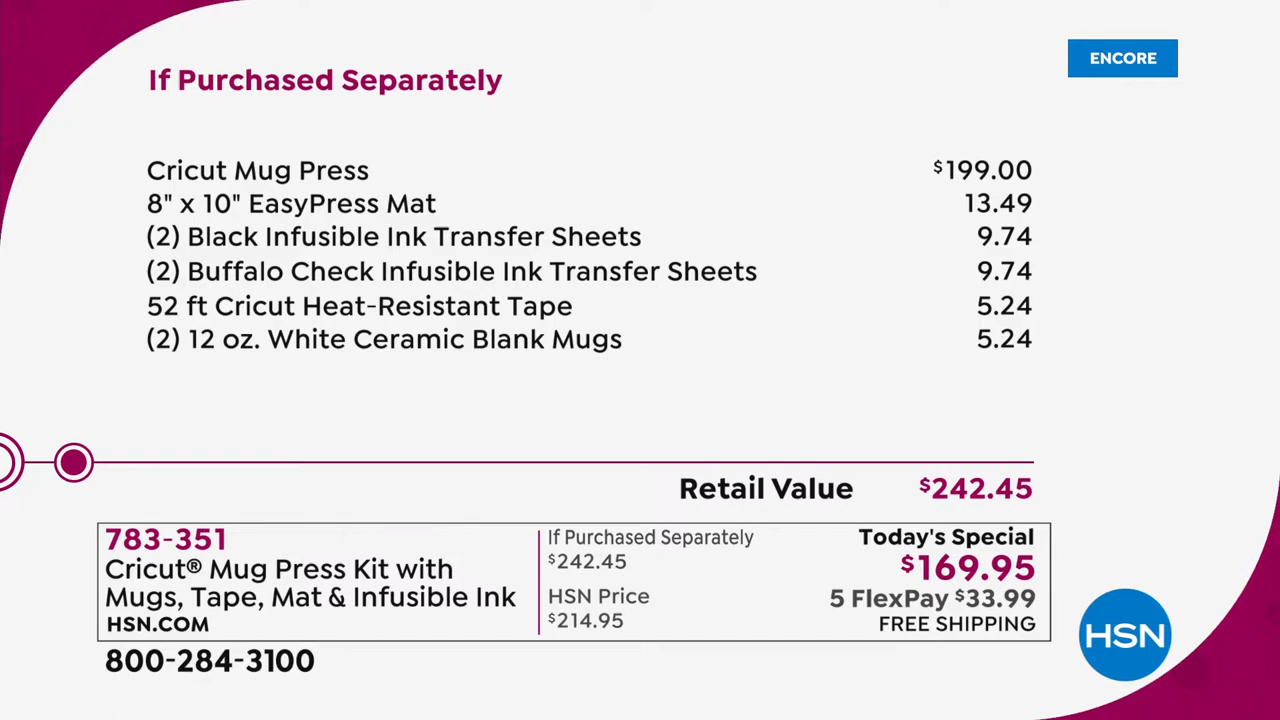 ENCORE
If Purchased Separately
Cricut Mug Press $199.00
8" x 10" EasyPress Mat 13.49
(2) Black Infusible Ink Transfer Sheets 9.74
(2) Buffalo Check Infusible Ink Transfer Sheets 9.74
52 ft Cricut Heat-Resistant Tape 5.24
(2) 12 oz. White Ceramic Blank Mugs 5.24
Retail Value $242.45
783-351
Cricut® Mug Press Kit with
Mugs, Tape, Mat & Infusible Ink
HSN.COM
If Purchased Separately
$242.45
HSN Price
$214.95
Today's Special
$169.95
5 FlexPay $33.99
FREE SHIPPING
800-284-3100
HSN